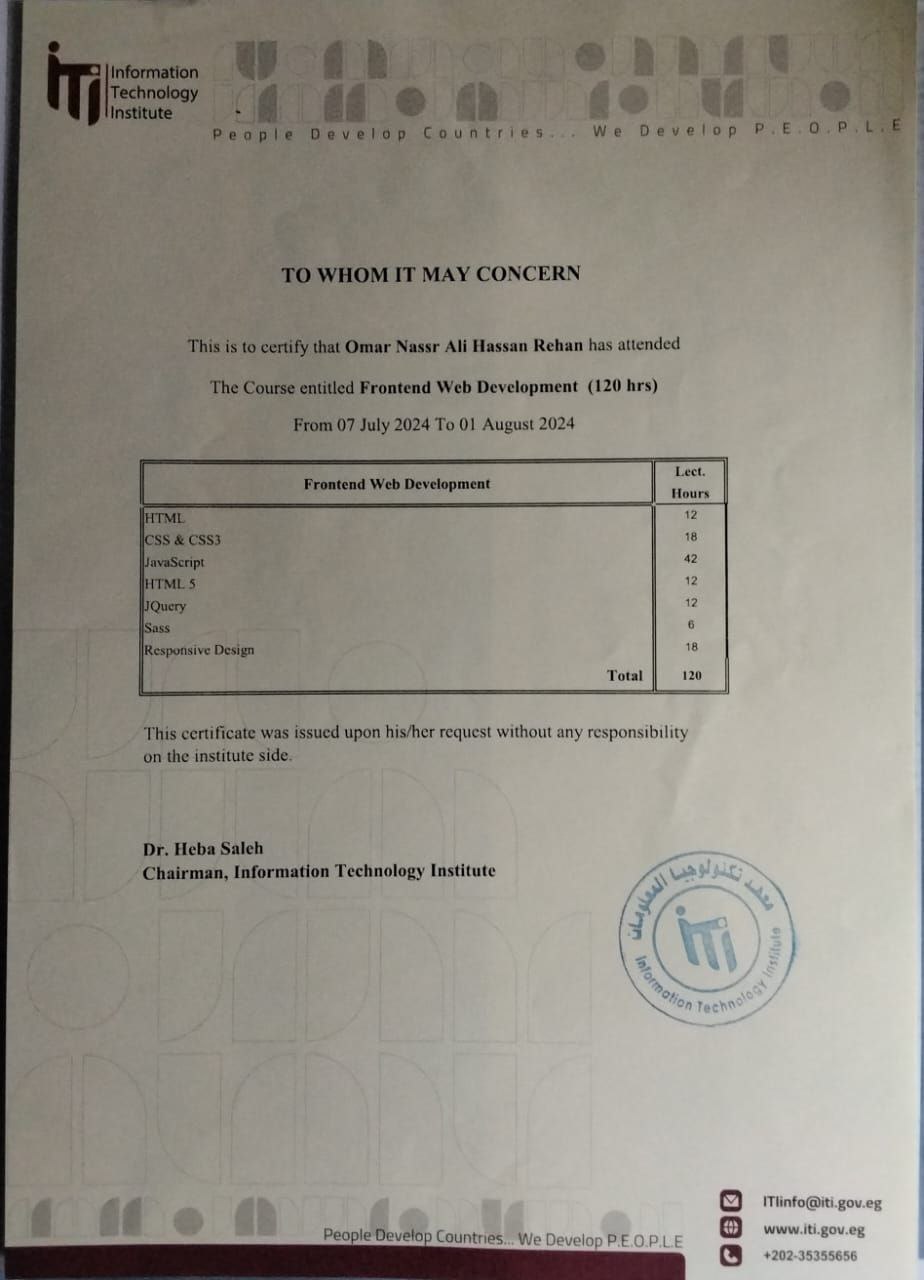 iTi
Information
Technology
Institute
People Develop Countries... We Develop P.E.O.P.L.E
TO WHOM IT MAY CONCERN
This is to certify that Omar Nassr Ali Hassan Rehan has attended
The Course entitled Frontend Web Development (120 hrs)
From 07 July 2024 To 01 August 2024
Frontend Web Development Lect. Hours
HTML 12
CSS & CSS3 18
JavaScript 42
HTML 5 12
JQuery 12
Sass 6
Responsive Design 18
Total 120
This certificate was issued upon his/her request without any responsibility
on the institute side.
Dr. Heba Saleh
Chairman, Information Technology Institute
معهد تكنولوجيا المعلومات
iTi
Information Technology Institute
People Develop Countries... We Develop P.E.O.P.L.E
ITIinfo@iti.gov.eg
www.iti.gov.eg
+202-35355656